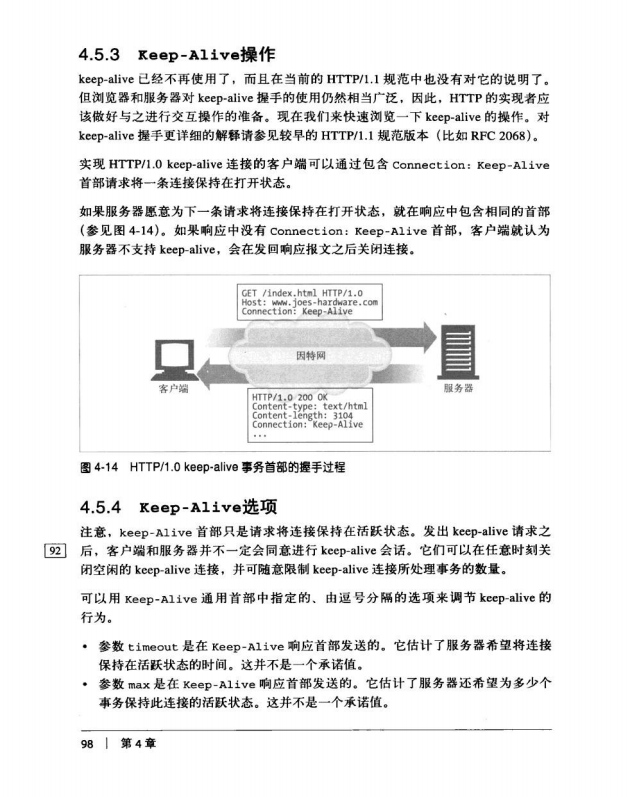 4.5.3 Keep-Alive操作
keep-alive 已经不再使用了，而且在当前的 HTTP/1.1 规范中也没有对它的说明了。
但浏览器和服务器对 keep-alive 握手的使用仍然相当广泛，因此，HTTP 的实现者应
该做好与之进行交互操作的准备。现在我们来快速浏览一下 keep-alive 的操作。对
keep-alive 握手更详细的解释请参见较早的 HTTP/1.1 规范版本（比如 RFC 2068）。
实现 HTTP/1.0 keep-alive 连接的客户端可以通过包含 Connection: Keep-Alive
首部请求将一条连接保持在打开状态。
如果服务器愿意为下一条请求将连接保持在打开状态，就在响应中包含相同的首部
（参见图 4-14）。如果响应中没有 Connection: Keep-Alive 首部，客户端就认为
服务器不支持 keep-alive，会在发回响应报文之后关闭连接。
GET /index.html HTTP/1.0
Host: www.joes-hardware.com
Connection: Keep-Alive
因特网
客户端
服务器
HTTP/1.0 200 OK
Content-type: text/html
Content-length: 3104
Connection: Keep-Alive
...
图 4-14 HTTP/1.0 keep-alive 事务首部的握手过程
4.5.4 Keep-Alive选项
注意，keep-Alive 首部只是请求将连接保持在活跃状态。发出 keep-alive 请求之
92 后，客户端和服务器并不一定会同意进行 keep-alive 会话。它们可以在任意时刻关
闭空闲的 keep-alive 连接，并可随意限制 keep-alive 连接所处理事务的数量。
可以用 Keep-Alive 通用首部中指定的、由逗号分隔的选项来调节 keep-alive 的
行为。
• 参数 timeout 是在 Keep-Alive 响应首部发送的。它估计了服务器希望将连接
保持在活跃状态的时间。这并不是一个承诺值。
• 参数 max 是在 Keep-Alive 响应首部发送的。它估计了服务器还希望为多少个
事务保持此连接的活跃状态。这并不是一个承诺值。
98 | 第 4 章